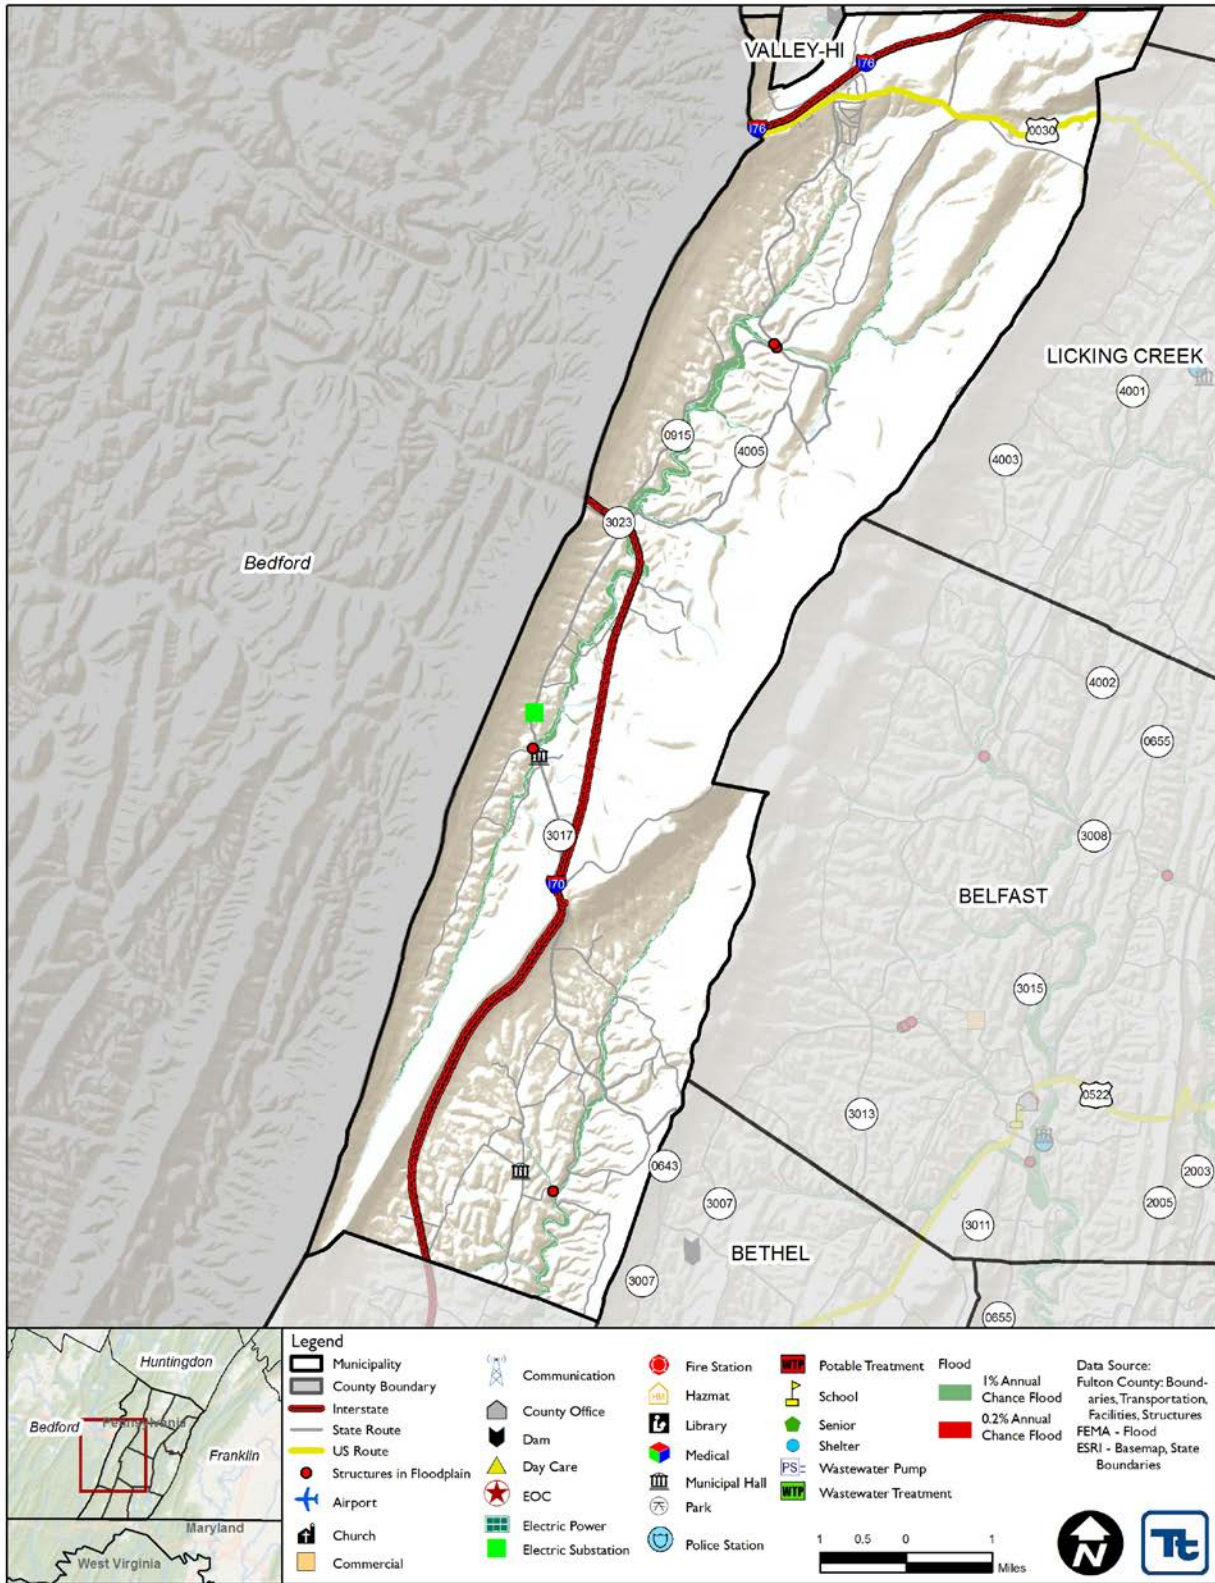 VALLEY-HI
I76
I76
0030
LICKING CREEK
4001
4003
0915
4005
3023
Bedford
4002
0655
3017
3008
I70
BELFAST
3015
0522
3013
0643
3007
2003
2005
3011
BETHEL
3007
0655
Huntingdon
Bedford
Pennsylvania
Franklin
Maryland
West Virginia
Legend
Municipality
County Boundary
Interstate
State Route
US Route
Structures in Floodplain
Airport
Church
Commercial
Communication
County Office
Dam
Day Care
EOC
Electric Power
Electric Substation
Fire Station
HM
Hazmat
Library
Medical
Municipal Hall
Park
Police Station
WTP
Potable Treatment
School
Senior
Shelter
PS
Wastewater Pump
WTP
Wastewater Treatment
Flood
1% Annual
Chance Flood
0.2% Annual
Chance Flood
Data Source:
Fulton County: Bound-
aries, Transportation,
Facilities, Structures
FEMA - Flood
ESRI - Basemap, State
Boundaries
1 0.5 0 1
Miles
N
Tt